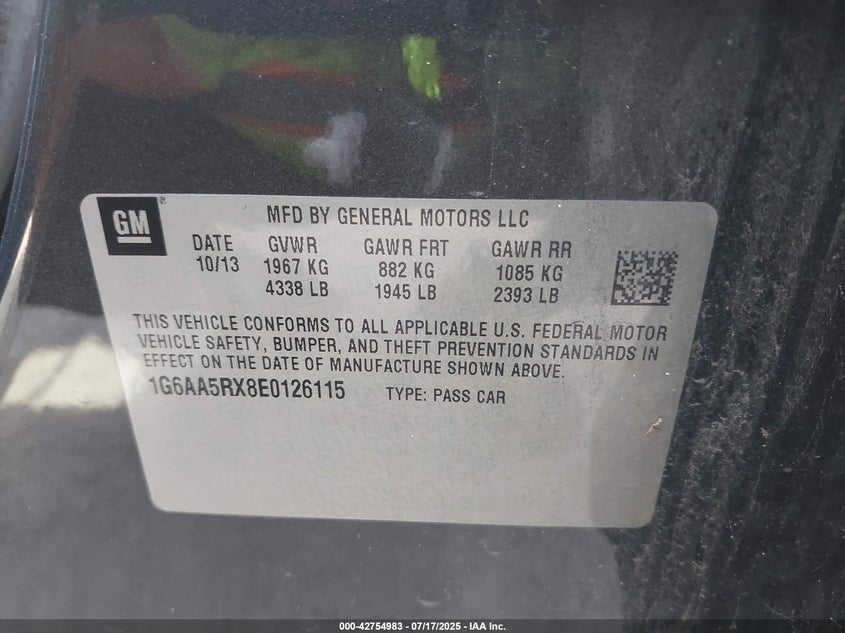 GM ®
MFD BY GENERAL MOTORS LLC
DATE GVWR GAWR FRT GAWR RR
10/13 1967 KG 882 KG 1085 KG
4338 LB 1945 LB 2393 LB
THIS VEHICLE CONFORMS TO ALL APPLICABLE U.S. FEDERAL MOTOR
VEHICLE SAFETY, BUMPER, AND THEFT PREVENTION STANDARDS IN
EFFECT ON THE DATE OF MANUFACTURE SHOWN ABOVE.
1G6AA5RX8E0126115 TYPE: PASS CAR
000-42754983 - 07/17/2025 - IAA Inc.